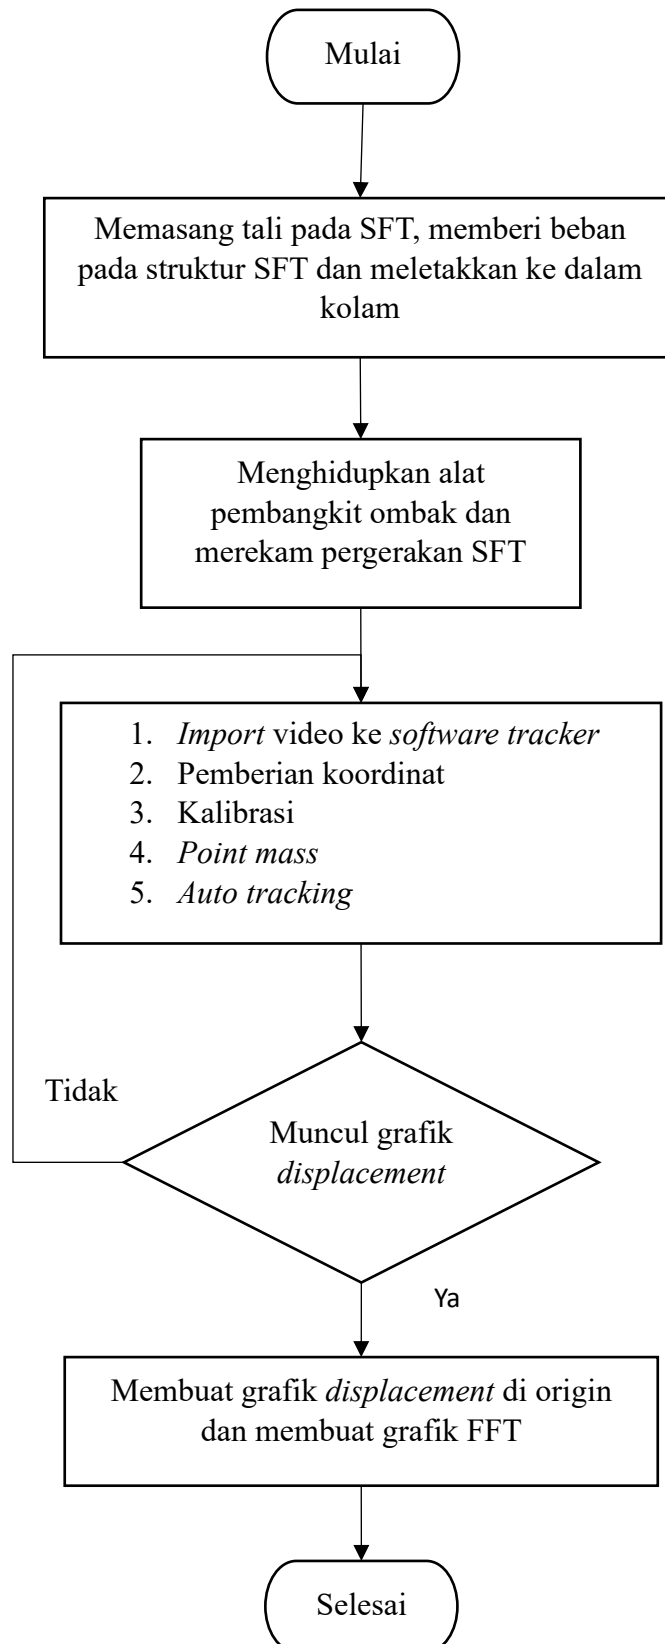 Mulai
Memasang tali pada SFT, memberi beban
pada struktur SFT dan meletakkan ke dalam
kolam
Menghidupkan alat
pembangkit ombak dan
merekam pergerakan SFT
1. Import video ke software tracker
2. Pemberian koordinat
3. Kalibrasi
4. Point mass
5. Auto tracking
Tidak
Muncul grafik
displacement
Ya
Membuat grafik displacement di origin
dan membuat grafik FFT
Selesai